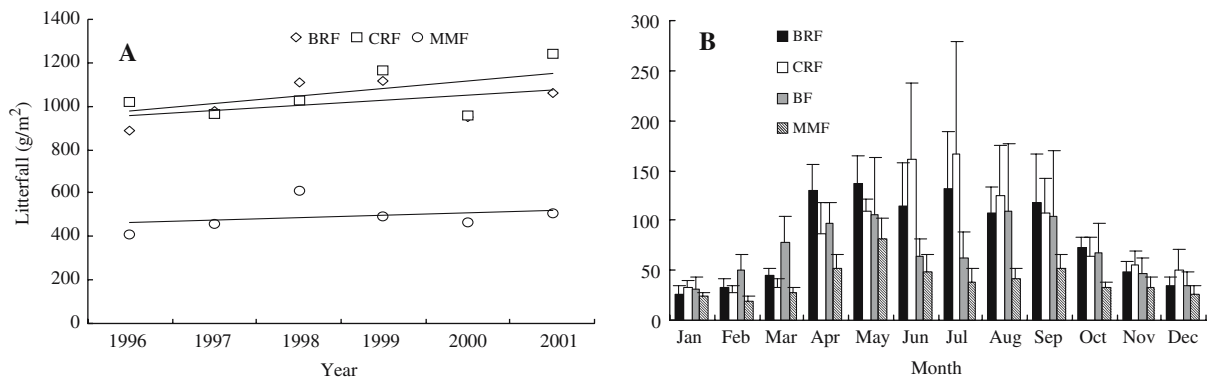 A
BRF CRF MMF
1400
1200
1000
800
600
400
200
0
Litterfall (g/m²)
1996 1997 1998 1999 2000 2001
Year
B
BRF
CRF
BF
MMF
300
250
200
150
100
50
0
Jan Feb Mar Apr May Jun Jul Aug Sep Oct Nov Dec
Month